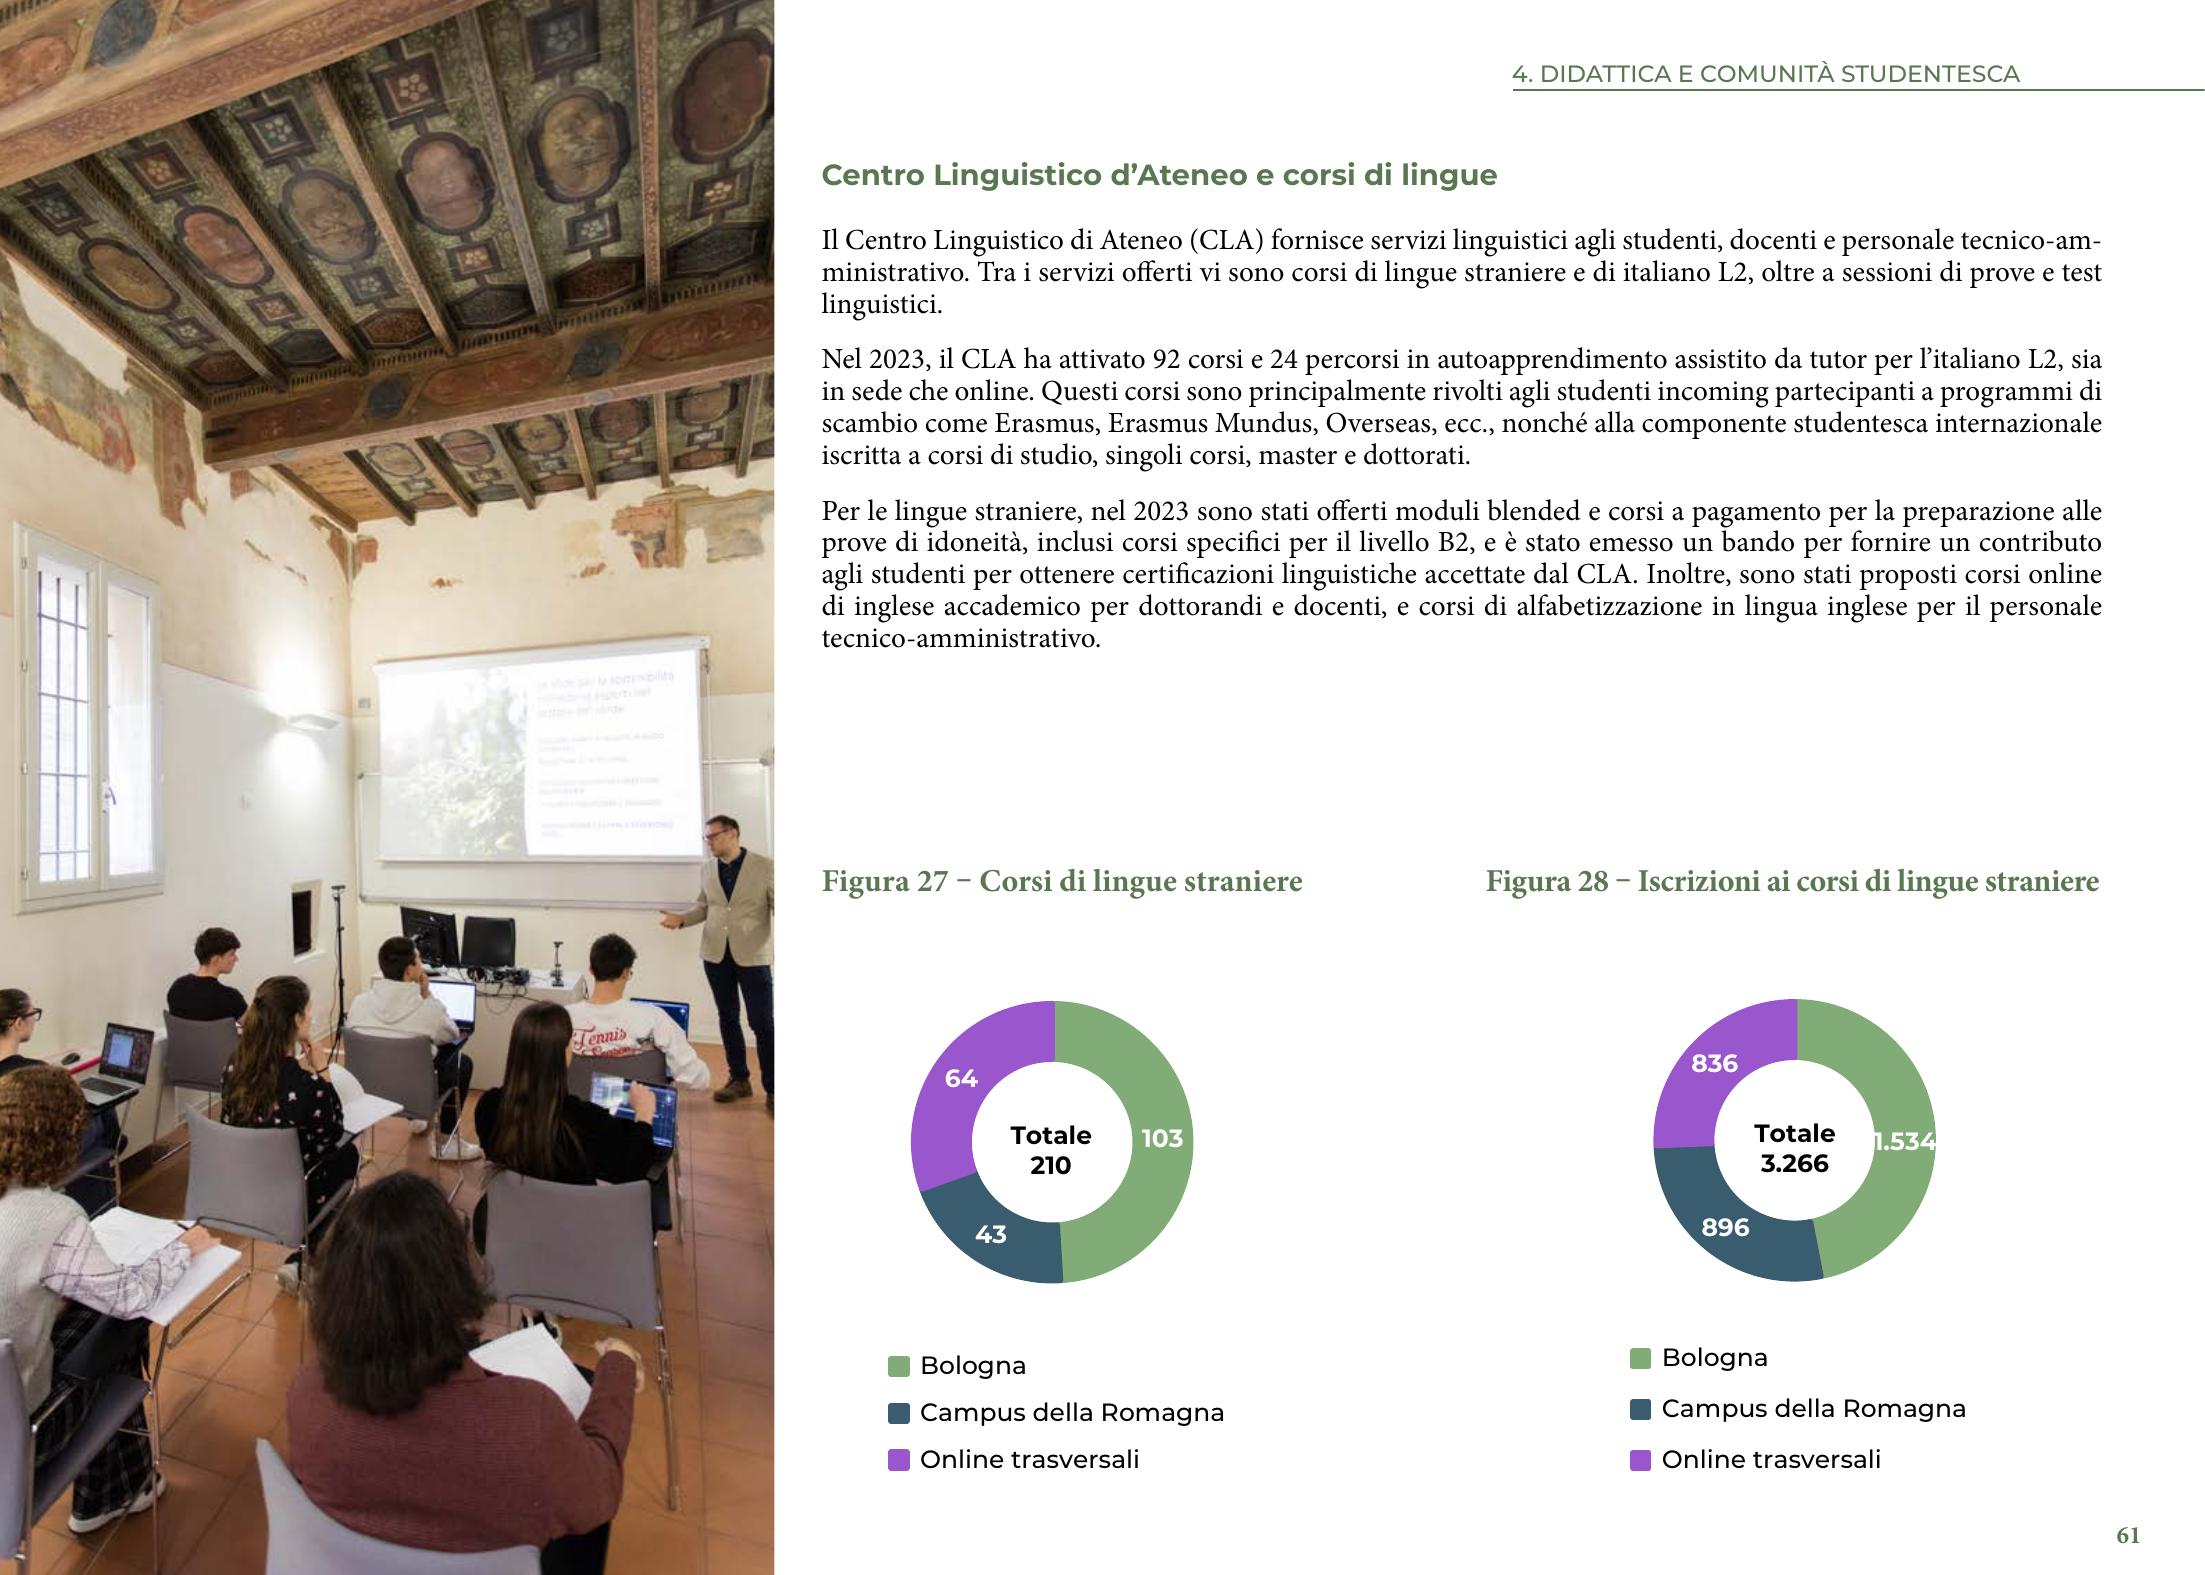 4. DIDATTICA E COMUNITÀ STUDENTESCA
Centro Linguistico d’Ateneo e corsi di lingue
Il Centro Linguistico di Ateneo (CLA) fornisce servizi linguistici agli studenti, docenti e personale tecnico-am-
ministrativo. Tra i servizi offerti vi sono corsi di lingue straniere e di italiano L2, oltre a sessioni di prove e test
linguistici.
Nel 2023, il CLA ha attivato 92 corsi e 24 percorsi in autoapprendimento assistito da tutor per l’italiano L2, sia
in sede che online. Questi corsi sono principalmente rivolti agli studenti incoming partecipanti a programmi di
scambio come Erasmus, Erasmus Mundus, Overseas, ecc., nonché alla componente studentesca internazionale
iscritta a corsi di studio, singoli corsi, master e dottorati.
Per le lingue straniere, nel 2023 sono stati offerti moduli blended e corsi a pagamento per la preparazione alle
prove di idoneità, inclusi corsi specifici per il livello B2, e è stato emesso un bando per fornire un contributo
agli studenti per ottenere certificazioni linguistiche accettate dal CLA. Inoltre, sono stati proposti corsi online
di inglese accademico per dottorandi e docenti, e corsi di alfabetizzazione in lingua inglese per il personale
tecnico-amministrativo.
Figura 27 – Corsi di lingue straniere
64
103
43
Totale
210
Bologna
Campus della Romagna
Online trasversali
Figura 28 – Iscrizioni ai corsi di lingue straniere
836
1.534
896
Totale
3.266
Bologna
Campus della Romagna
Online trasversali
61
per la sostenibilità
Tennis